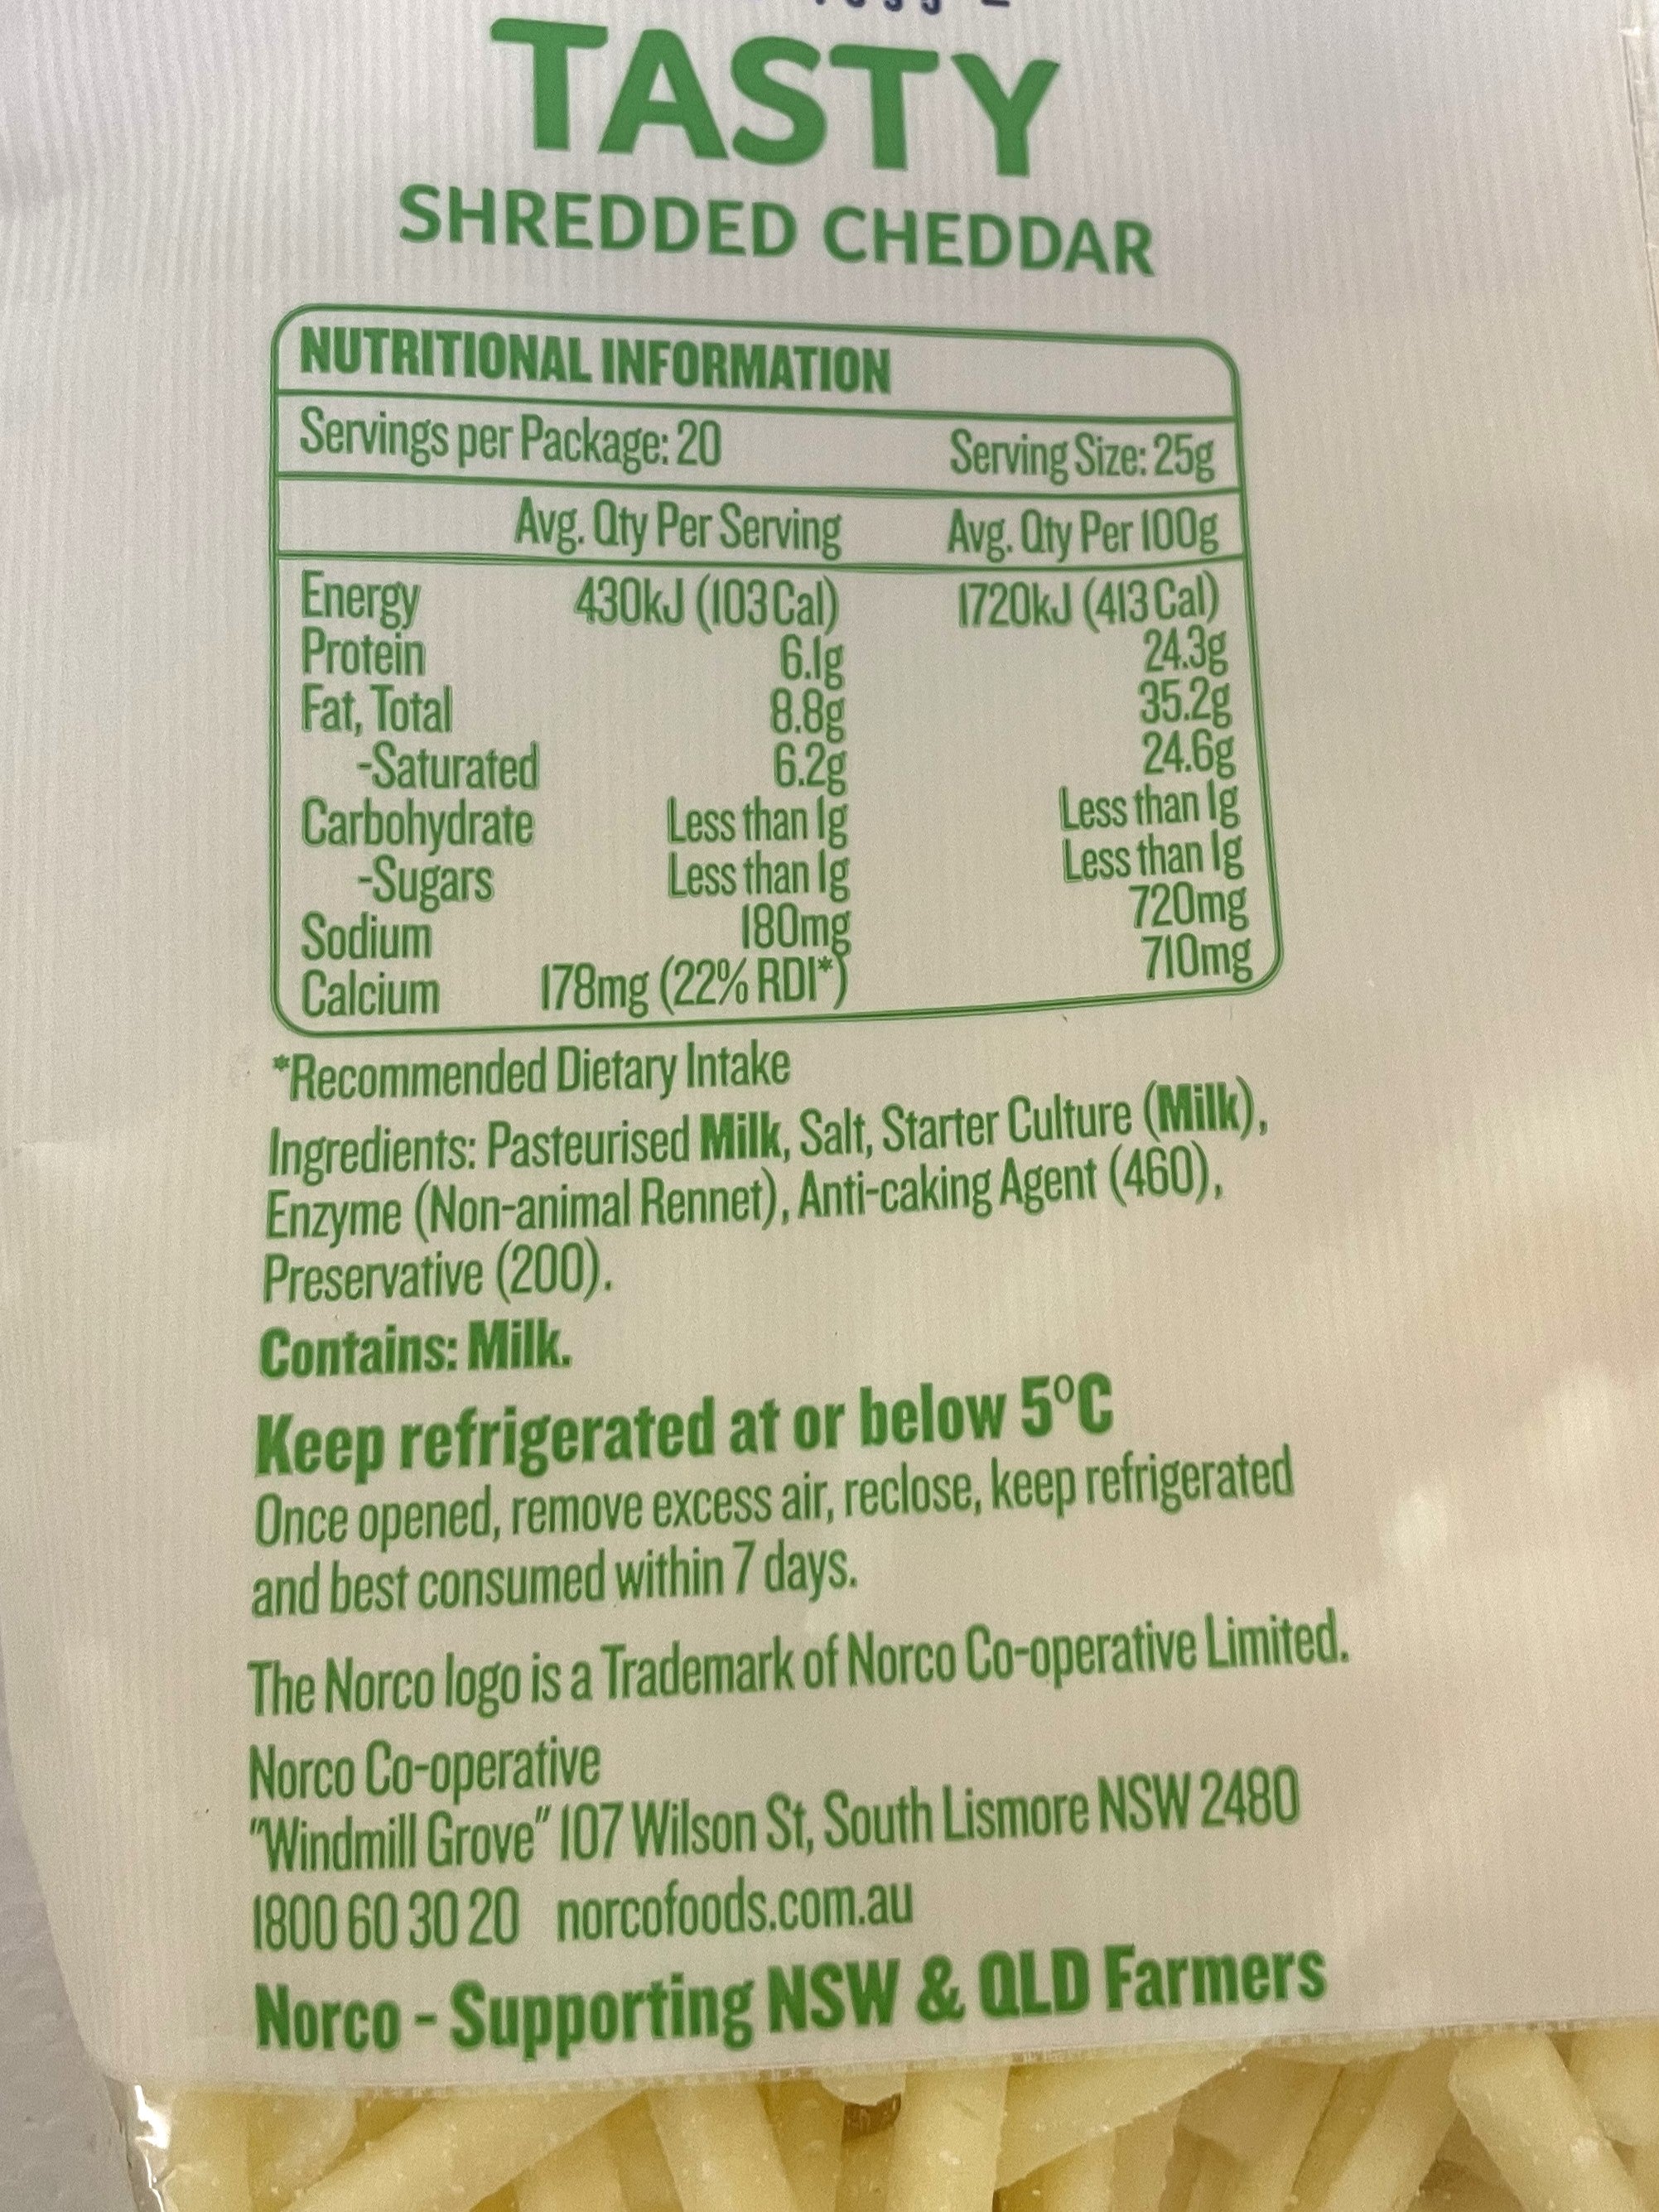 TASTY
SHREDDED CHEDDAR
NUTRITIONAL INFORMATION
Servings per Package: 20 Serving Size: 25g
Avg. Qty Per Serving Avg. Qty Per 100g
Energy 430kJ (103 Cal) 1720kJ (413 Cal)
Protein 6.1g 24.3g
Fat, Total 8.8g 35.2g
-Saturated 6.2g 24.6g
Carbohydrate Less than 1g Less than 1g
-Sugars Less than 1g Less than 1g
Sodium 180mg 720mg
Calcium 178mg (22% RDI*) 710mg
*Recommended Dietary Intake
Ingredients: Pasteurised Milk, Salt, Starter Culture (Milk),
Enzyme (Non-animal Rennet), Anti-caking Agent (460),
Preservative (200).
Contains: Milk.
Keep refrigerated at or below 5°C
Once opened, remove excess air, reclose, keep refrigerated
and best consumed within 7 days.
The Norco logo is a Trademark of Norco Co-operative Limited.
Norco Co-operative
"Windmill Grove" 107 Wilson St, South Lismore NSW 2480
1800 60 30 20 norcofoods.com.au
Norco - Supporting NSW & QLD Farmers